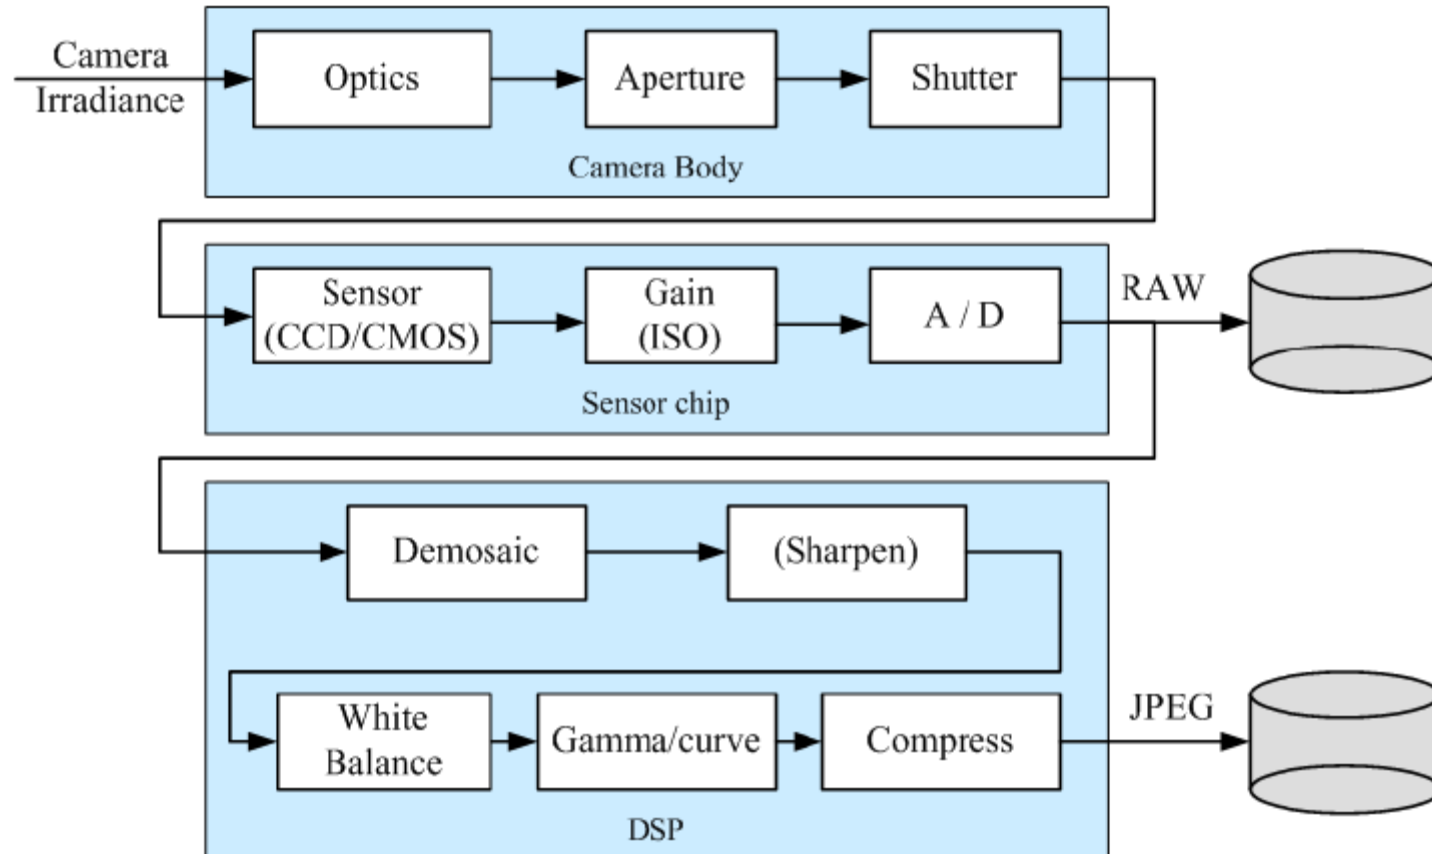 Camera
Irradiance
Optics
Aperture
Shutter
Camera Body
Sensor
(CCD/CMOS)
Gain
(ISO)
A / D
RAW
Sensor chip
Demosaic
(Sharpen)
White
Balance
Gamma/curve
Compress
JPEG
DSP